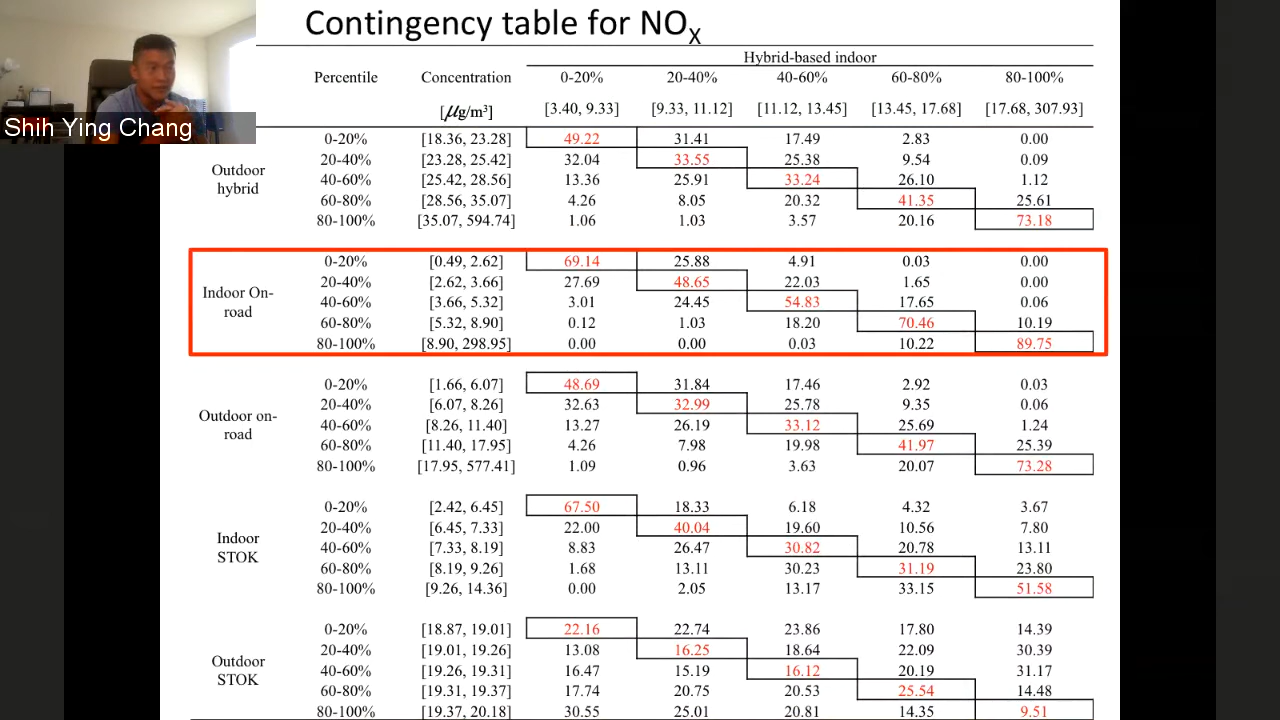 Contingency table for NOX
Shih Ying Chang
Hybrid-based indoor
Percentile Concentration 0-20% 20-40% 40-60% 60-80% 80-100%
[μg/m³] [3.40, 9.33] [9.33, 11.12] [11.12, 13.45] [13.45, 17.68] [17.68, 307.93]
Outdoor hybrid
0-20% [18.36, 23.28] 49.22 31.41 17.49 2.83 0.00
20-40% [23.28, 25.42] 32.04 33.55 25.38 9.54 0.09
40-60% [25.42, 28.56] 13.36 25.91 33.24 26.10 1.12
60-80% [28.56, 35.07] 4.26 8.05 20.32 41.35 25.61
80-100% [35.07, 594.74] 1.06 1.03 3.57 20.16 73.18
Indoor On-road
0-20% [0.49, 2.62] 69.14 25.88 4.91 0.03 0.00
20-40% [2.62, 3.66] 27.69 48.65 22.03 1.65 0.00
40-60% [3.66, 5.32] 3.01 24.45 54.83 17.65 0.06
60-80% [5.32, 8.90] 0.12 1.03 18.20 70.46 10.19
80-100% [8.90, 298.95] 0.00 0.00 0.03 10.22 89.75
Outdoor on-road
0-20% [1.66, 6.07] 48.69 31.84 17.46 2.92 0.03
20-40% [6.07, 8.26] 32.63 32.99 25.78 9.35 0.06
40-60% [8.26, 11.40] 13.27 26.19 33.12 25.69 1.24
60-80% [11.40, 17.95] 4.26 7.98 19.98 41.97 25.39
80-100% [17.95, 577.41] 1.09 0.96 3.63 20.07 73.28
Indoor STOK
0-20% [2.42, 6.45] 67.50 18.33 6.18 4.32 3.67
20-40% [6.45, 7.33] 22.00 40.04 19.60 10.56 7.80
40-60% [7.33, 8.19] 8.83 26.47 30.82 20.78 13.11
60-80% [8.19, 9.26] 1.68 13.11 30.23 31.19 23.80
80-100% [9.26, 14.36] 0.00 2.05 13.17 33.15 51.58
Outdoor STOK
0-20% [18.87, 19.01] 22.16 22.74 23.86 17.80 14.39
20-40% [19.01, 19.26] 13.08 16.25 18.64 22.09 30.39
40-60% [19.26, 19.31] 16.47 15.19 16.12 20.19 31.17
60-80% [19.31, 19.37] 17.74 20.75 20.53 25.54 14.48
80-100% [19.37, 20.18] 30.55 25.01 20.81 14.35 9.51